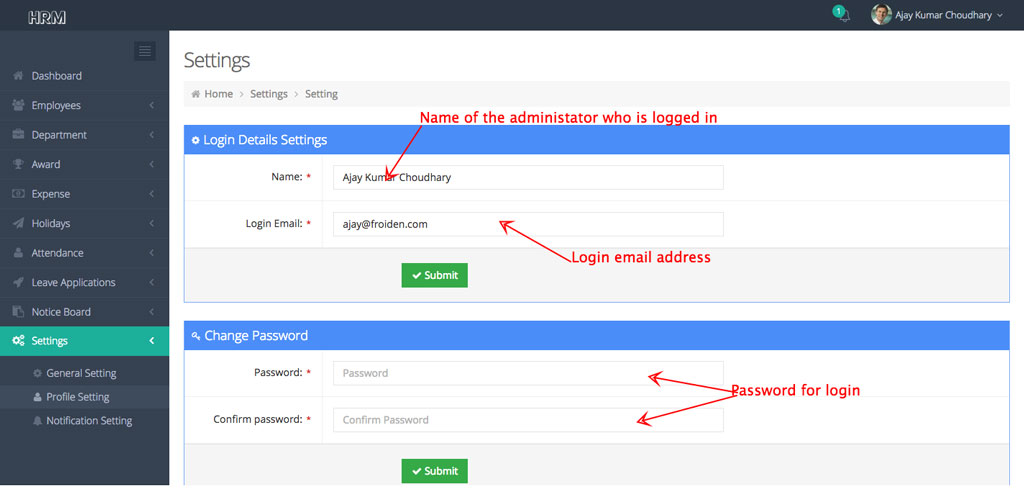 HRM
1
Ajay Kumar Choudhary
Dashboard
Employees
Department
Award
Expense
Holidays
Attendance
Leave Applications
Notice Board
Settings
General Setting
Profile Setting
Notification Setting
Settings
Home > Settings > Setting
Name of the administator who is logged in
Login Details Settings
Name: * Ajay Kumar Choudhary
Login Email: * ajay@froiden.com
Login email address
Submit
Change Password
Password: * Password
Password for login
Confirm password: * Confirm Password
Submit